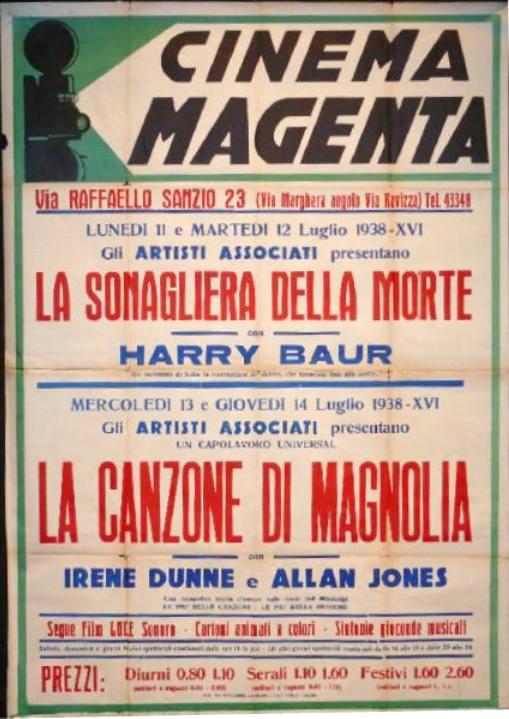 CINEMA
MAGENTA
Via RAFFAELLO SANZIO 23 (Via Marghera angolo Via Ravizza) Tel. 43348
LUNEDI 11 e MARTEDI 12 Luglio 1938-XVI
Gli ARTISTI ASSOCIATI presentano
LA SONAGLIERA DELLA MORTE
con
HARRY BAUR
MERCOLEDI 13 e GIOVEDI 14 Luglio 1938-XVI
Gli ARTISTI ASSOCIATI presentano
UN CAPOLAVORO UNIVERSAL
LA CANZONE DI MAGNOLIA
con
IRENE DUNNE e ALLAN JONES
LE PIU' BELLE CANZONI - LE PIU' BELLE
Segue Film LUCE Sonoro - Cartoni animati a colori - Sinfonie gioconde musicali
PREZZI: Diurni 0.80 1.10 Serali 1.10 1.60 Festivi 1.60 2.60